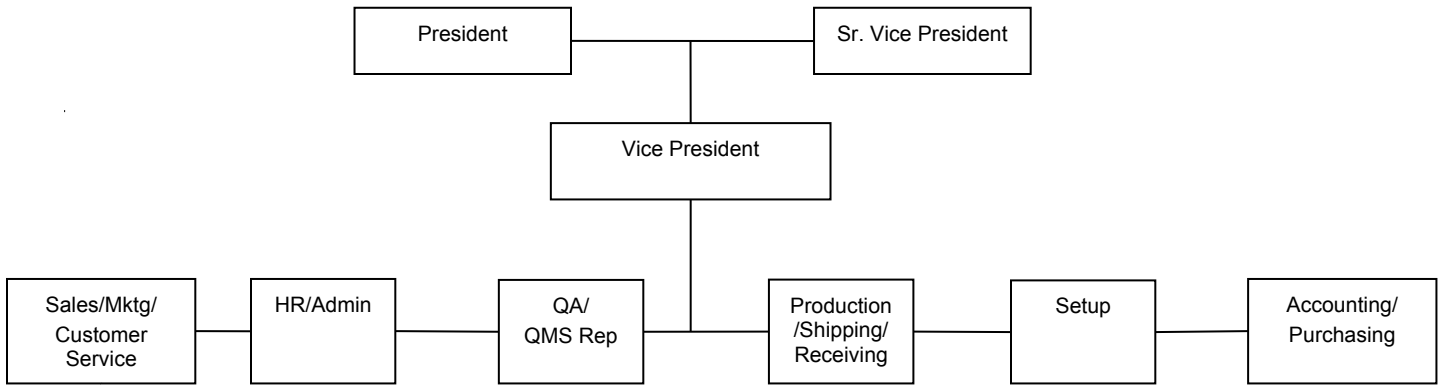 President
Sr. Vice President
Vice President
Sales/Mktg/
Customer
Service
HR/Admin
QA/
QMS Rep
Production
/Shipping/
Receiving
Setup
Accounting/
Purchasing